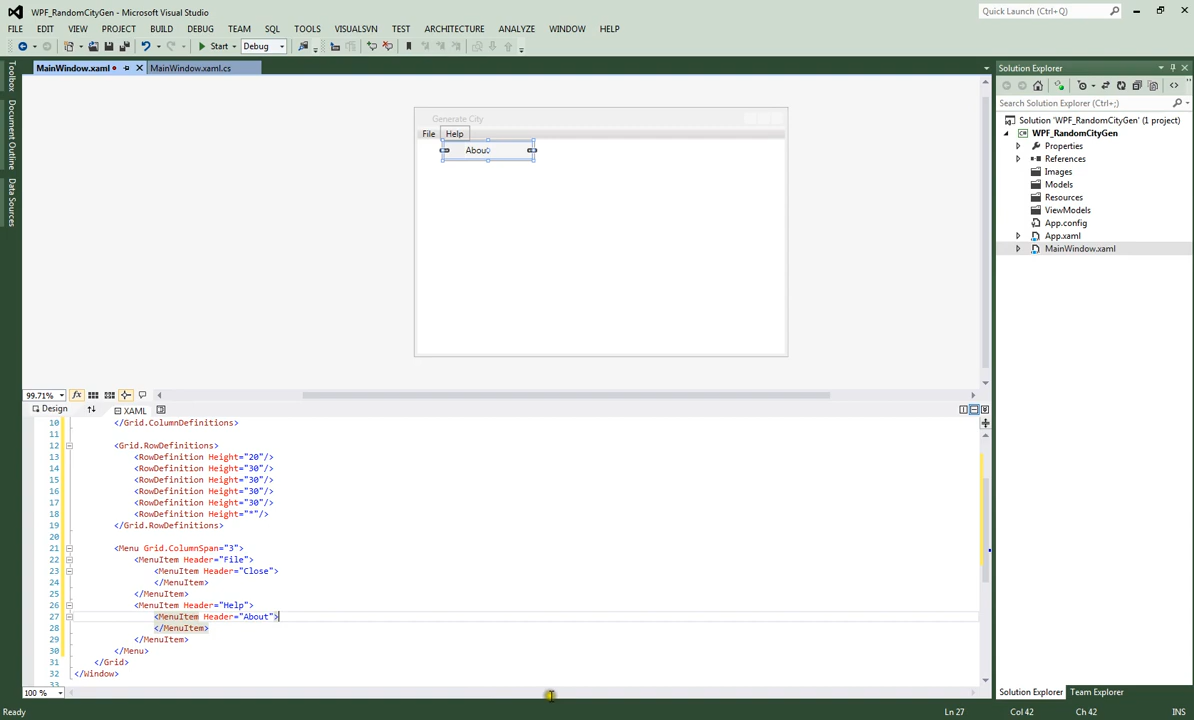 WPF_RandomCityGen - Microsoft Visual Studio
Quick Launch (Ctrl+;)
FILE EDIT VIEW PROJECT BUILD DEBUG TEAM SQL TOOLS VISUALSVN TEST ARCHITECTURE ANALYZE WINDOW HELP
Start Debug
Toolbox
Document Outline
Data Sources
MainWindow.xaml MainWindow.xaml.cs
Generate City
File Help
About
99.71%
Design XAML
10 </Grid.ColumnDefinitions>
11
12 <Grid.RowDefinitions>
13 <RowDefinition Height="20"/>
14 <RowDefinition Height="30"/>
15 <RowDefinition Height="30"/>
16 <RowDefinition Height="30"/>
17 <RowDefinition Height="30"/>
18 <RowDefinition Height="*"/>
19 </Grid.RowDefinitions>
20
21 <Menu Grid.ColumnSpan="3">
22 <MenuItem Header="File">
23 <MenuItem Header="Close">
24 </MenuItem>
25 </MenuItem>
26 <MenuItem Header="Help">
27 <MenuItem Header="About">
28 </MenuItem>
29 </MenuItem>
30 </Menu>
31 </Grid>
32 </Window>
33
100 %
Ready
Ln 27 Col 42 Ch 42 INS
Solution Explorer
Search Solution Explorer (Ctrl+;)
Solution 'WPF_RandomCityGen' (1 project)
WPF_RandomCityGen
Properties
References
Images
Models
Resources
ViewModels
App.config
App.xaml
MainWindow.xaml
Solution Explorer Team Explorer